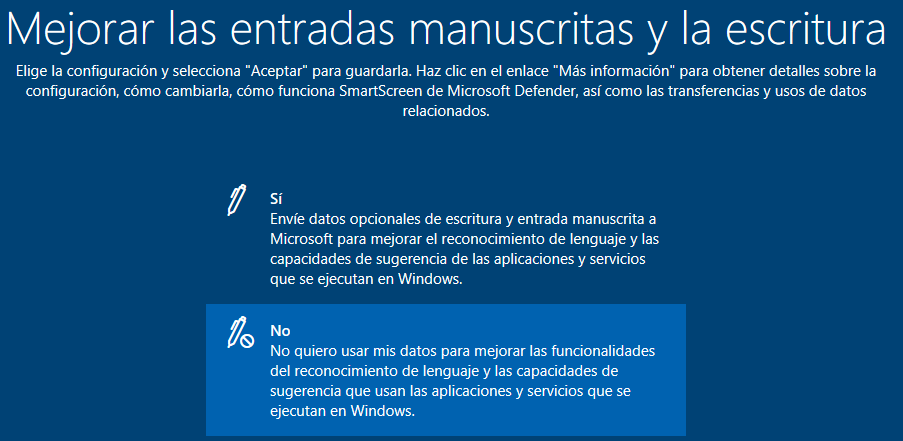 Mejorar las entradas manuscritas y la escritura
Elige la configuración y selecciona "Aceptar" para guardarla. Haz clic en el enlace "Más información" para obtener detalles sobre la
configuración, cómo cambiarla, cómo funciona SmartScreen de Microsoft Defender, así como las transferencias y usos de datos
relacionados.
Sí
Envíe datos opcionales de escritura y entrada manuscrita a
Microsoft para mejorar el reconocimiento de lenguaje y las
capacidades de sugerencia de las aplicaciones y servicios
que se ejecutan en Windows.
No
No quiero usar mis datos para mejorar las funcionalidades
del reconocimiento de lenguaje y las capacidades de
sugerencia que usan las aplicaciones y servicios que se
ejecutan en Windows.